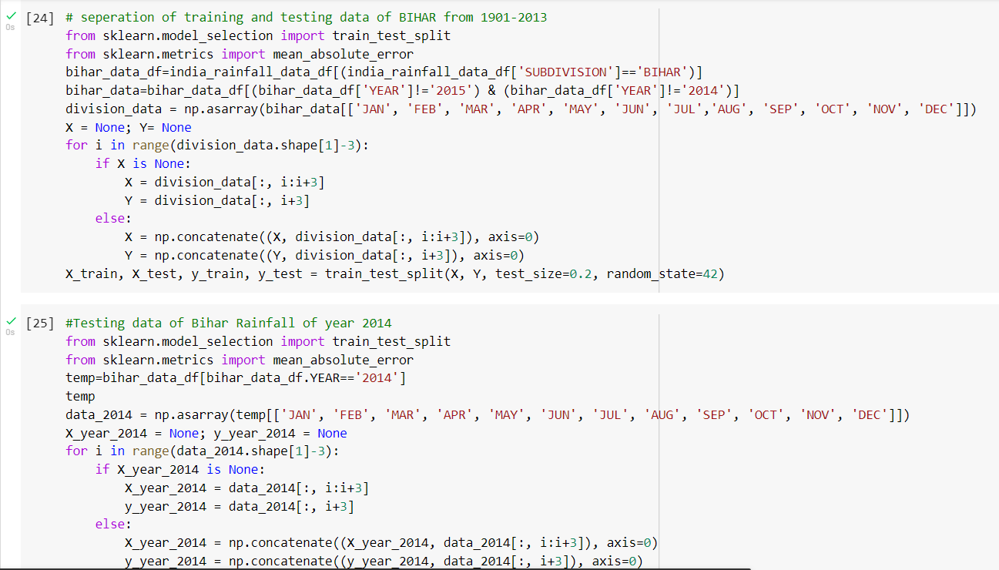 [24] # seperation of training and testing data of BIHAR from 1901-2013
0s
from sklearn.model_selection import train_test_split
from sklearn.metrics import mean_absolute_error
bihar_data_df=india_rainfall_data_df[(india_rainfall_data_df['SUBDIVISION']=='BIHAR')]
bihar_data=bihar_data_df[(bihar_data_df['YEAR']!='2015') & (bihar_data_df['YEAR']!='2014')]
division_data = np.asarray(bihar_data[['JAN', 'FEB', 'MAR', 'APR', 'MAY', 'JUN', 'JUL','AUG', 'SEP', 'OCT', 'NOV', 'DEC']])
X = None; Y= None
for i in range(division_data.shape[1]-3):
    if X is None:
        X = division_data[:, i:i+3]
        Y = division_data[:, i+3]
    else:
        X = np.concatenate((X, division_data[:, i:i+3]), axis=0)
        Y = np.concatenate((Y, division_data[:, i+3]), axis=0)
X_train, X_test, y_train, y_test = train_test_split(X, Y, test_size=0.2, random_state=42)
[25] #Testing data of Bihar Rainfall of year 2014
0s
from sklearn.model_selection import train_test_split
from sklearn.metrics import mean_absolute_error
temp=bihar_data_df[bihar_data_df.YEAR=='2014']
temp
data_2014 = np.asarray(temp[['JAN', 'FEB', 'MAR', 'APR', 'MAY', 'JUN', 'JUL', 'AUG', 'SEP', 'OCT', 'NOV', 'DEC']])
X_year_2014 = None; y_year_2014 = None
for i in range(data_2014.shape[1]-3):
    if X_year_2014 is None:
        X_year_2014 = data_2014[:, i:i+3]
        y_year_2014 = data_2014[:, i+3]
    else:
        X_year_2014 = np.concatenate((X_year_2014, data_2014[:, i:i+3]), axis=0)
        y_year_2014 = np.concatenate((y_year_2014, data_2014[:, i+3]), axis=0)